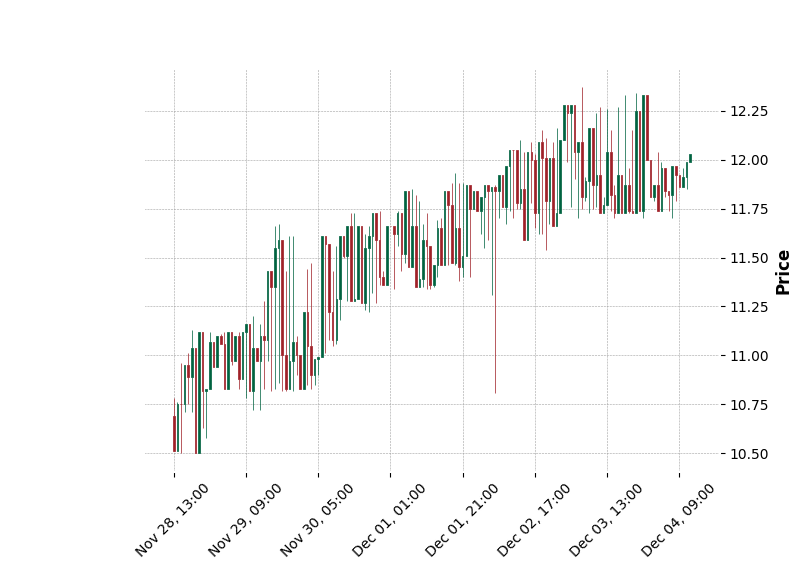 12.25
12.00
11.75
11.50
11.25
11.00
10.75
10.50
Price
Nov 28, 13:00
Nov 29, 09:00
Nov 30, 05:00
Dec 01, 01:00
Dec 01, 21:00
Dec 02, 17:00
Dec 03, 13:00
Dec 04, 09:00